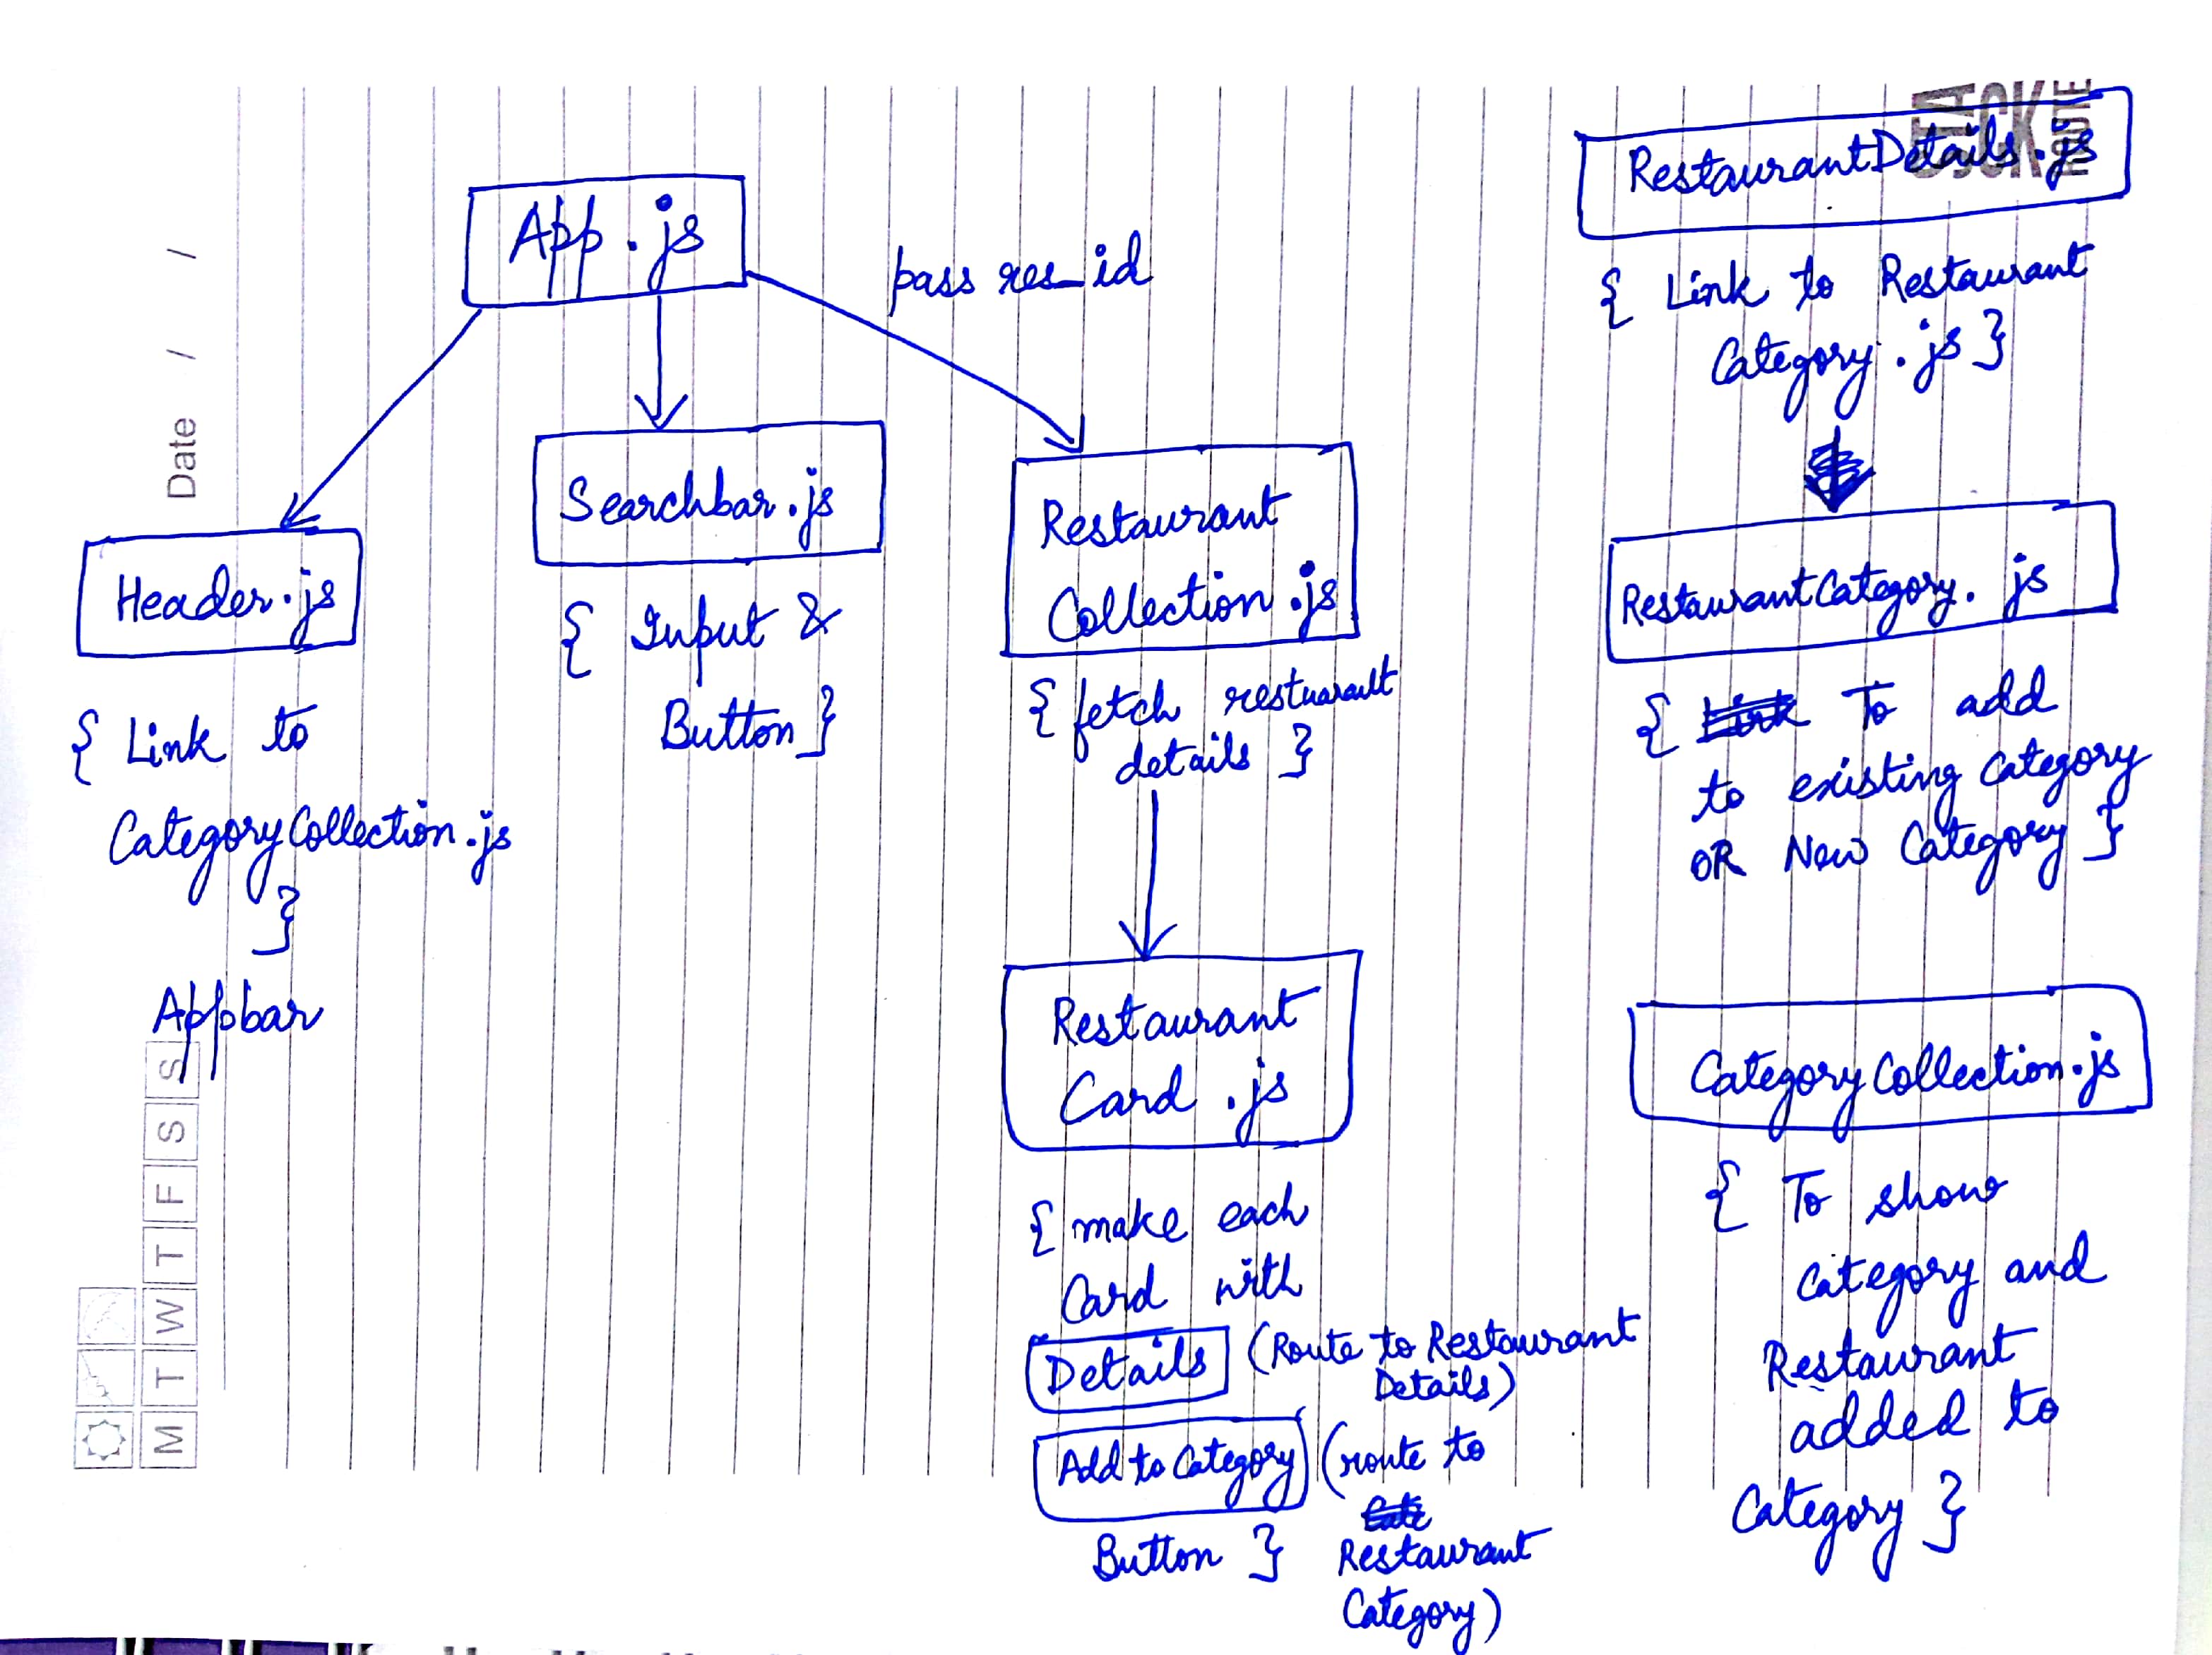 App.js
pass res_id
Header.js
{ Link to
CategoryCollection.js
}
Appbar
Searchbar.js
{ Input &
Button }
Restaurant
Collection.js
{ fetch restuarault
details }
Restaurant
Card.js
{ make each
Card with
Details (Route to Restaurant
Details)
Add to Category (route to
Button } Restaurant
Category)
RestaurantDetails.js
{ Link to Restaurant
Category.js }
RestaurantCategory.js
{ To add
to existing Category
OR New Category }
CategoryCollection.js
{ To show
Category and
Restaurant
added to
Category }
Date / /
M T W T F S S
STACK
ROUTE